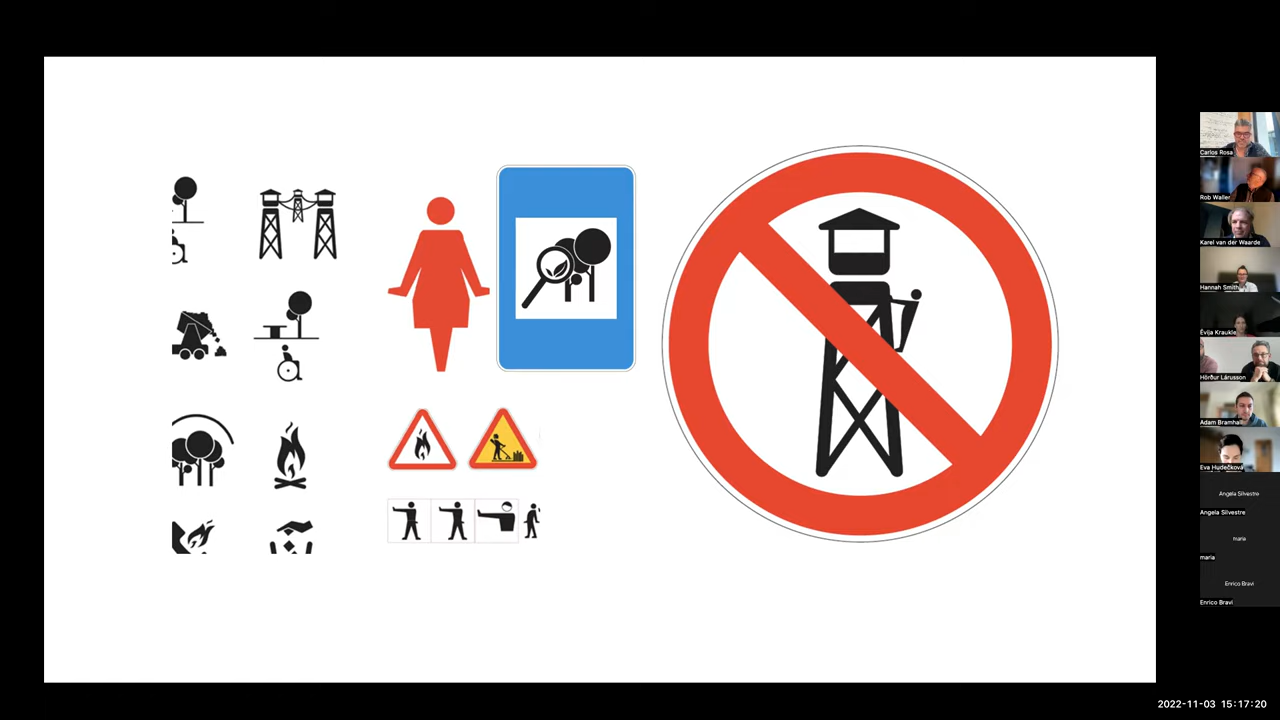 Carlos Rosa
Rob Waller
Karel van der Waarde
Hannah Smith
Évija Kraukle
Hörður Lárusson
Adam Bramhall
Eva Hudečková
Angela Silvestre
Angela Silvestre
maria
maria
Enrico Bravi
Enrico Bravi
2022-11-03 15:17:20